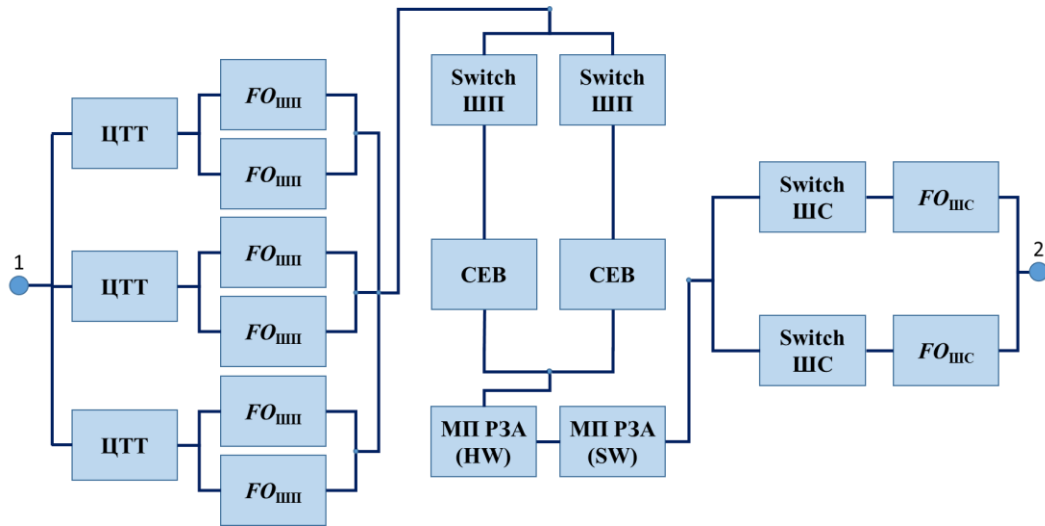 1
ЦТТ
FOШП
FOШП
ЦТТ
FOШП
FOШП
ЦТТ
FOШП
FOШП
Switch
ШП
Switch
ШП
СЕВ
СЕВ
МП РЗА
(HW)
МП РЗА
(SW)
Switch
ШС
FOШС
Switch
ШС
FOШС
2